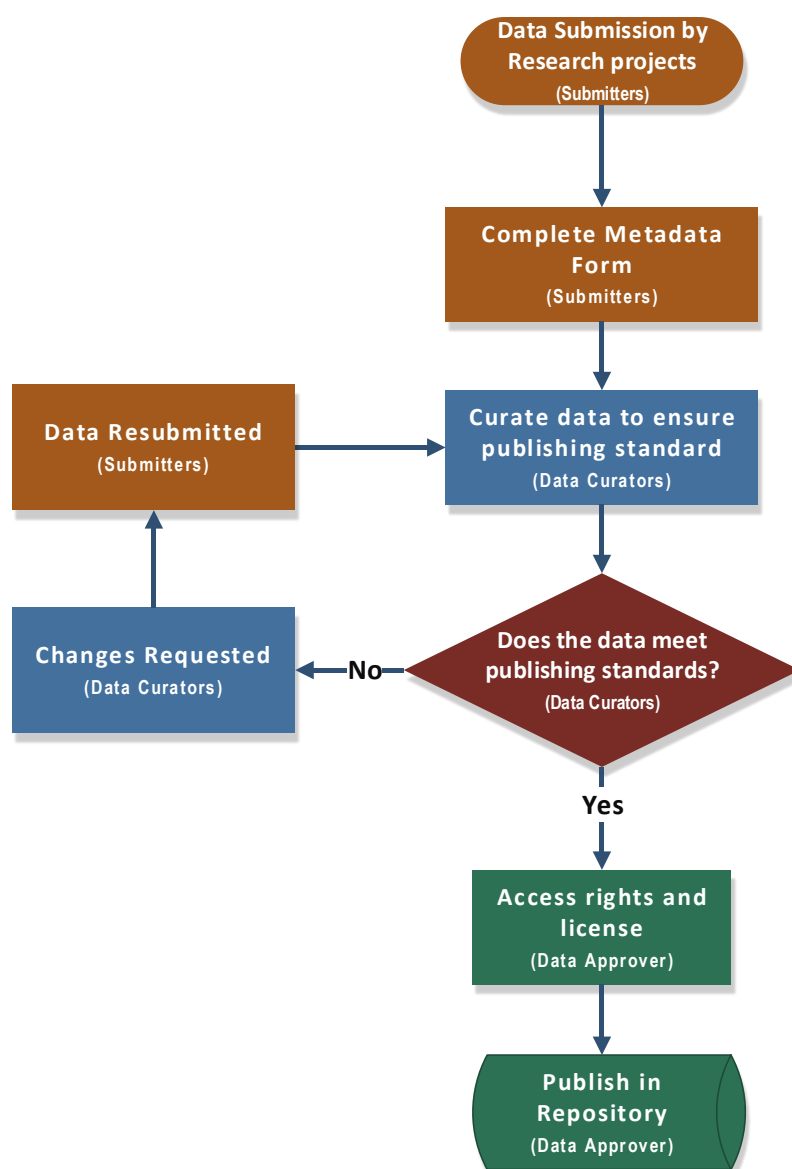 Data Submission by
Research projects
(Submitters)
Complete Metadata
Form
(Submitters)
Data Resubmitted
(Submitters)
Curate data to ensure
publishing standard
(Data Curators)
Changes Requested
(Data Curators)
No
Does the data meet
publishing standards?
(Data Curators)
Yes
Access rights and
license
(Data Approver)
Publish in
Repository
(Data Approver)